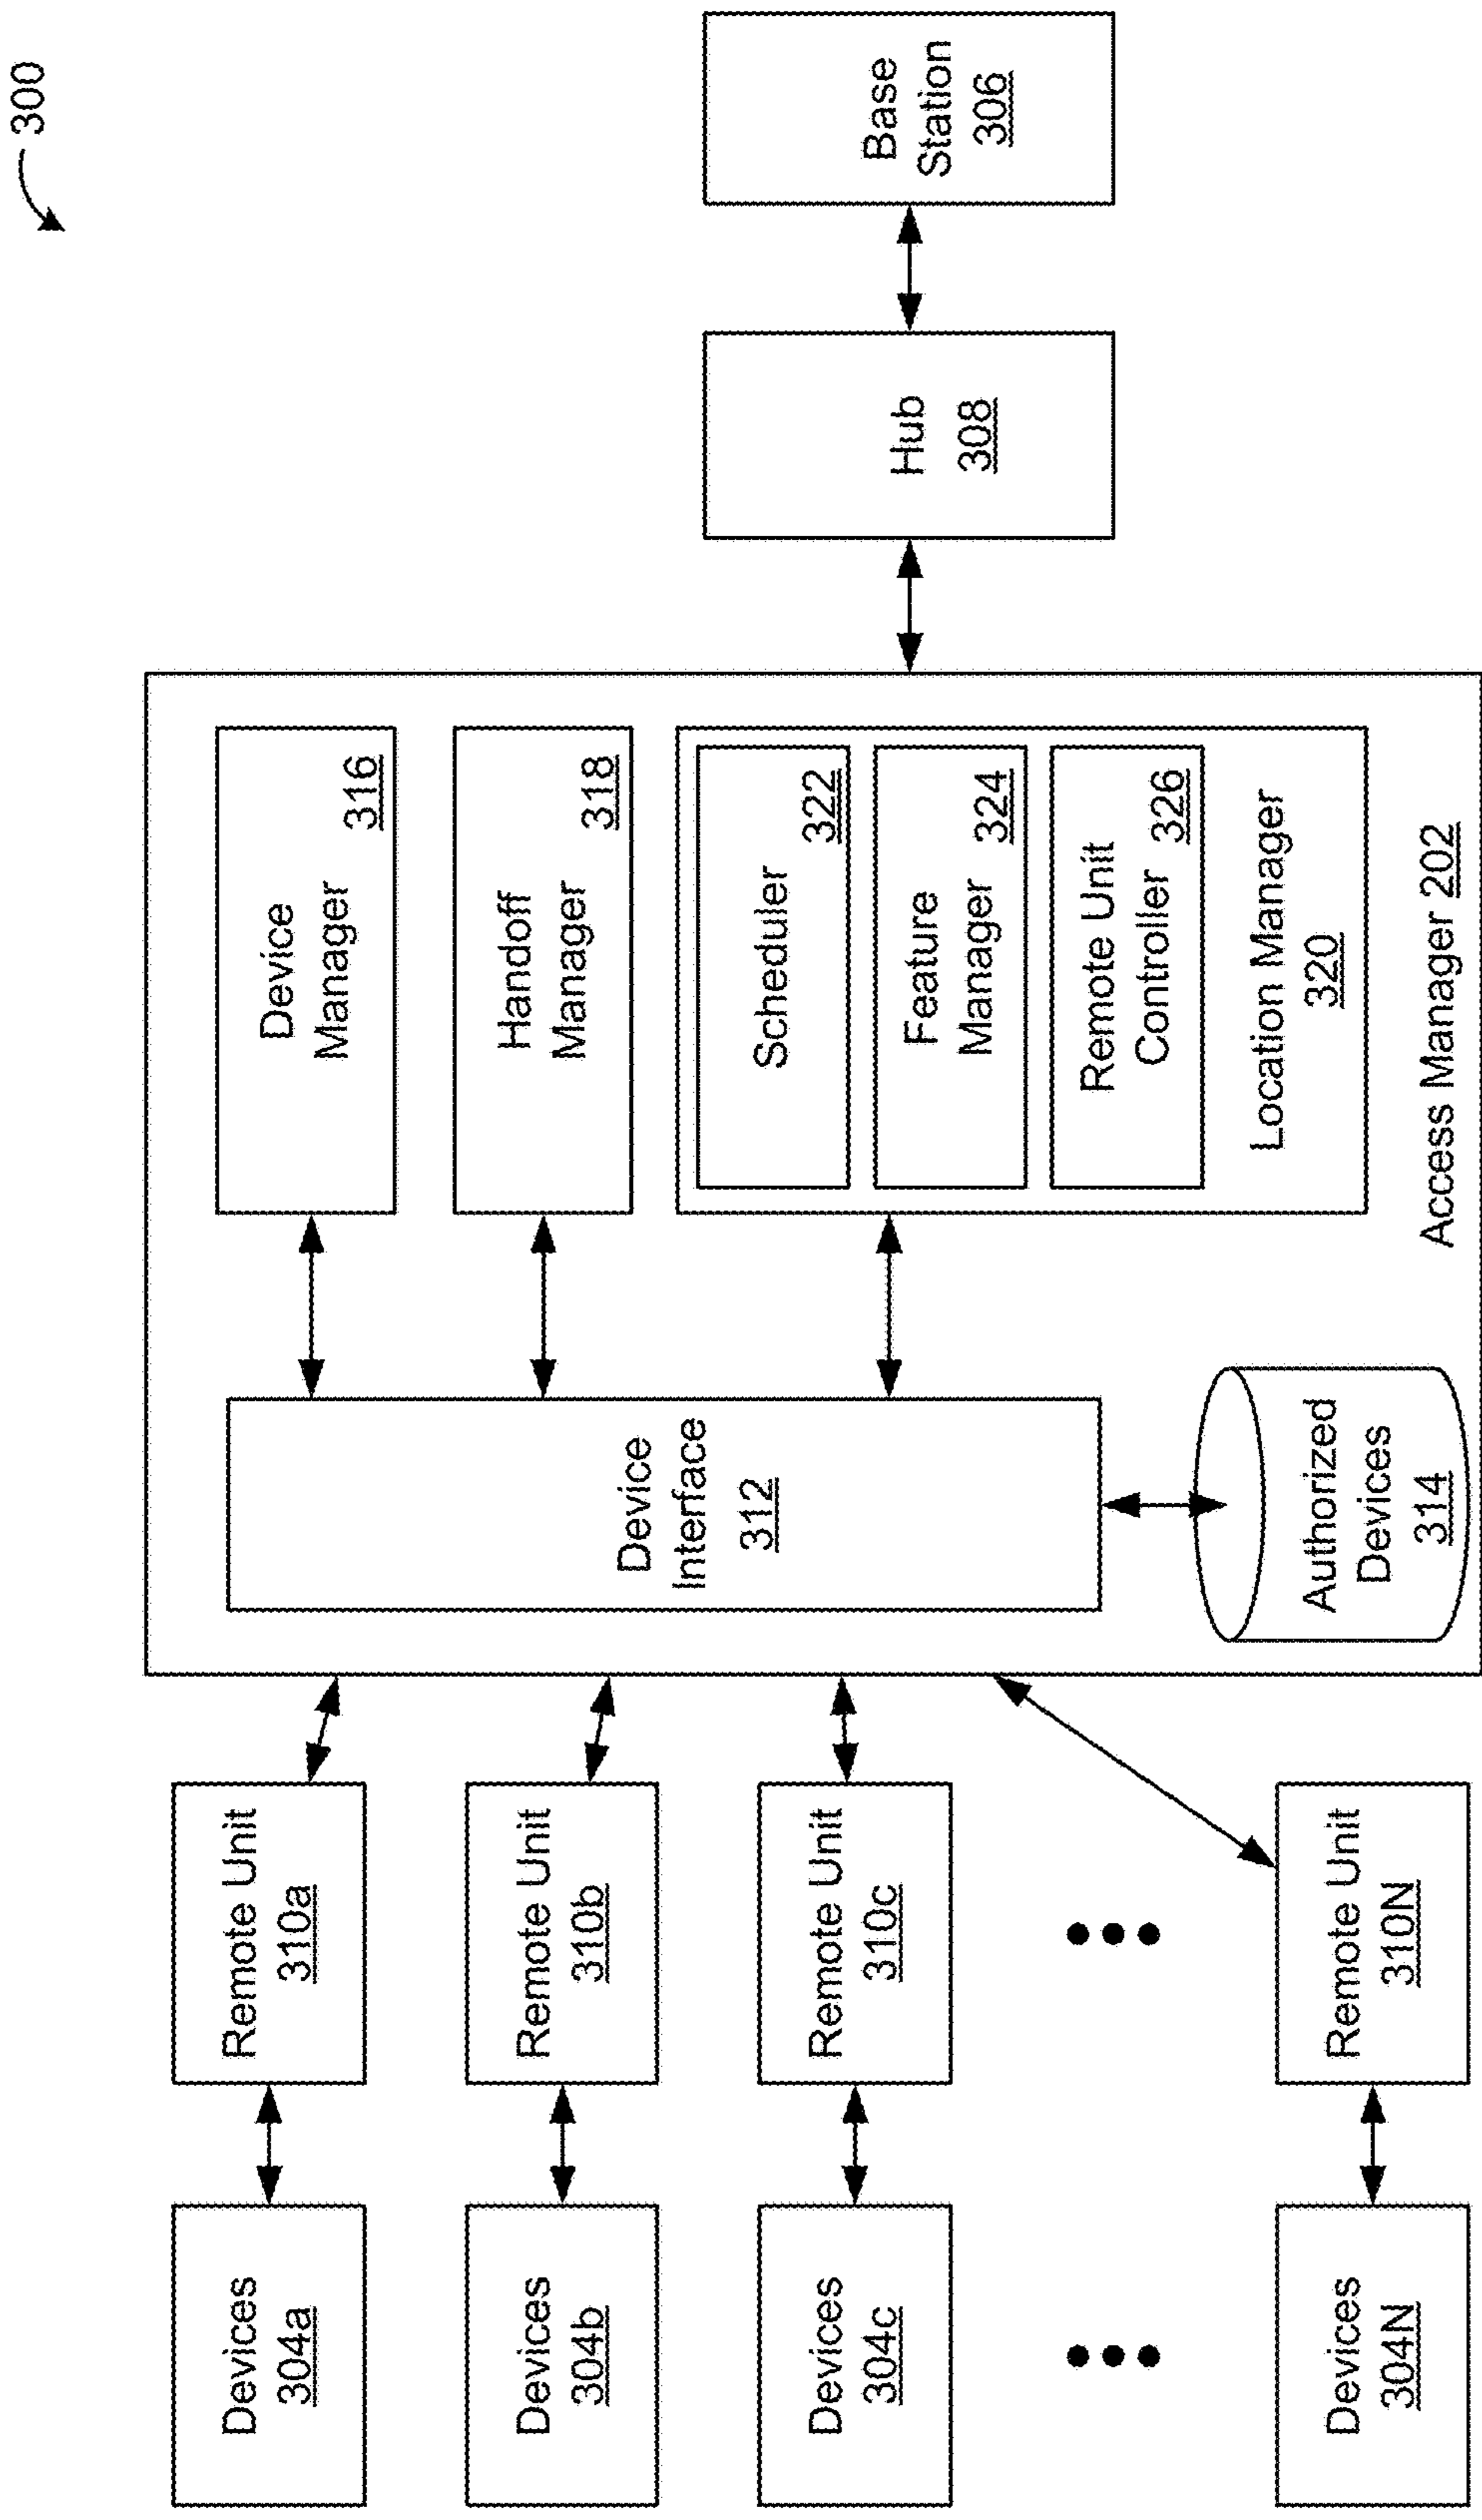 300
Devices
304a
Remote Unit
310a
Devices
304b
Remote Unit
310b
Devices
304c
Remote Unit
310c
Devices
304N
Remote Unit
310N
Device
Interface
312
Authorized
Devices
314
Device
Manager
316
Handoff
Manager
318
Scheduler
322
Feature
Manager
324
Remote Unit
Controller
326
Location Manager
320
Access Manager 202
Hub
308
Base
Station
306